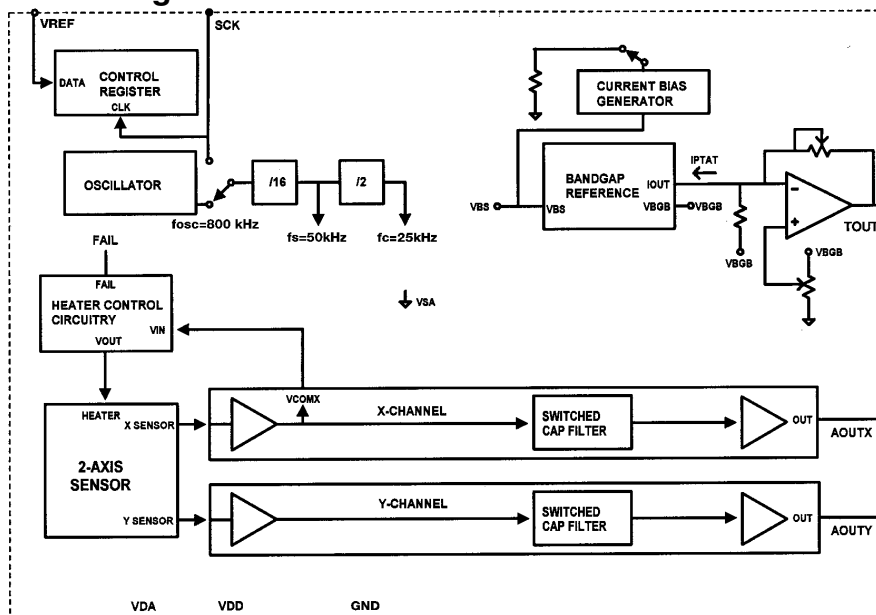 VREF
SCK
DATA
CONTROL
REGISTER
CLK
OSCILLATOR
/16
/2
fosc=800 kHz
fs=50kHz
fc=25kHz
CURRENT BIAS
GENERATOR
IPTAT
BANDGAP
REFERENCE
IOUT
VBS
VBS
VBGB
VBGB
VBGB
-
+
TOUT
VBGB
FAIL
FAIL
HEATER CONTROL
CIRCUITRY
VIN
VOUT
VSA
HEATER
X SENSOR
2-AXIS
SENSOR
Y SENSOR
VCOMX
X-CHANNEL
SWITCHED
CAP FILTER
OUT
AOUTX
Y-CHANNEL
SWITCHED
CAP FILTER
OUT
AOUTY
VDA
VDD
GND